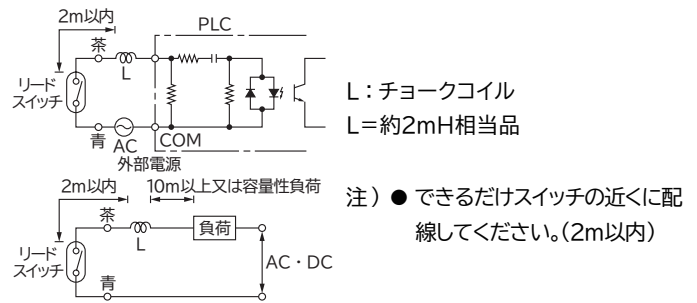 2m以内
PLC
茶
L
リード
スイッチ
青
AC
COM
外部電源
L：チョークコイル
L＝約2mH相当品
2m以内
10m以上又は容量性負荷
茶
L
負荷
リード
スイッチ
AC・DC
青
注）● できるだけスイッチの近くに配
線してください。（2m以内）